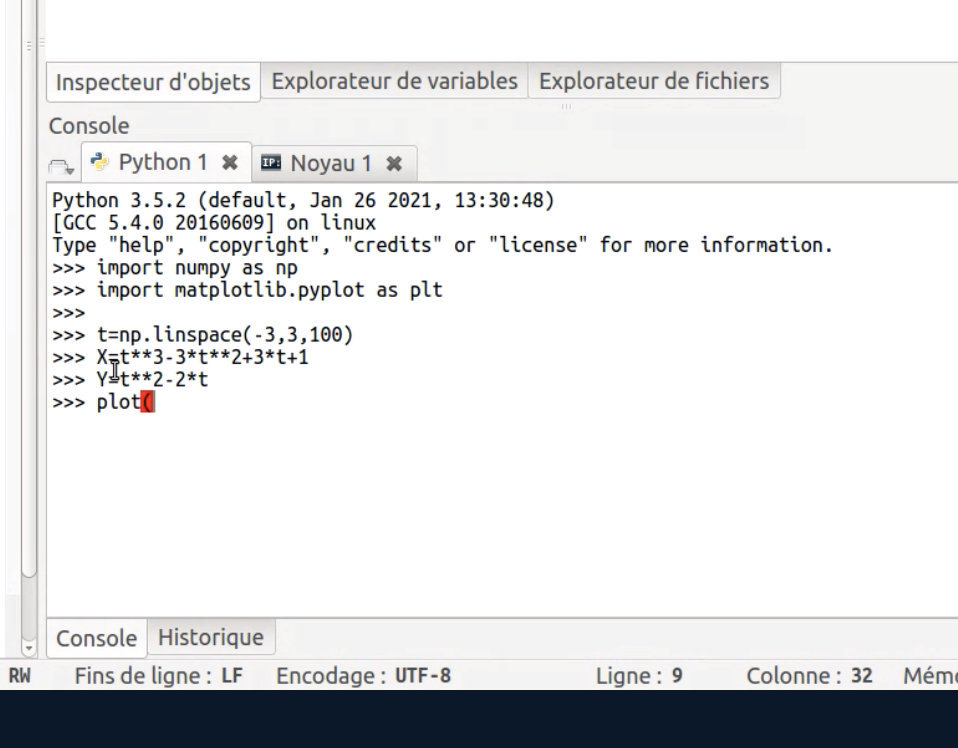 Inspecteur d'objets Explorateur de variables Explorateur de fichiers
Console
Python 1 IP: Noyau 1
Python 3.5.2 (default, Jan 26 2021, 13:30:48)
[GCC 5.4.0 20160609] on linux
Type "help", "copyright", "credits" or "license" for more information.
>>> import numpy as np
>>> import matplotlib.pyplot as plt
>>>
>>> t=np.linspace(-3,3,100)
>>> X=t**3-3*t**2+3*t+1
>>> Y=t**2-2*t
>>> plot(
Console Historique
RW Fins de ligne : LF Encodage : UTF-8 Ligne : 9 Colonne : 32 Mém